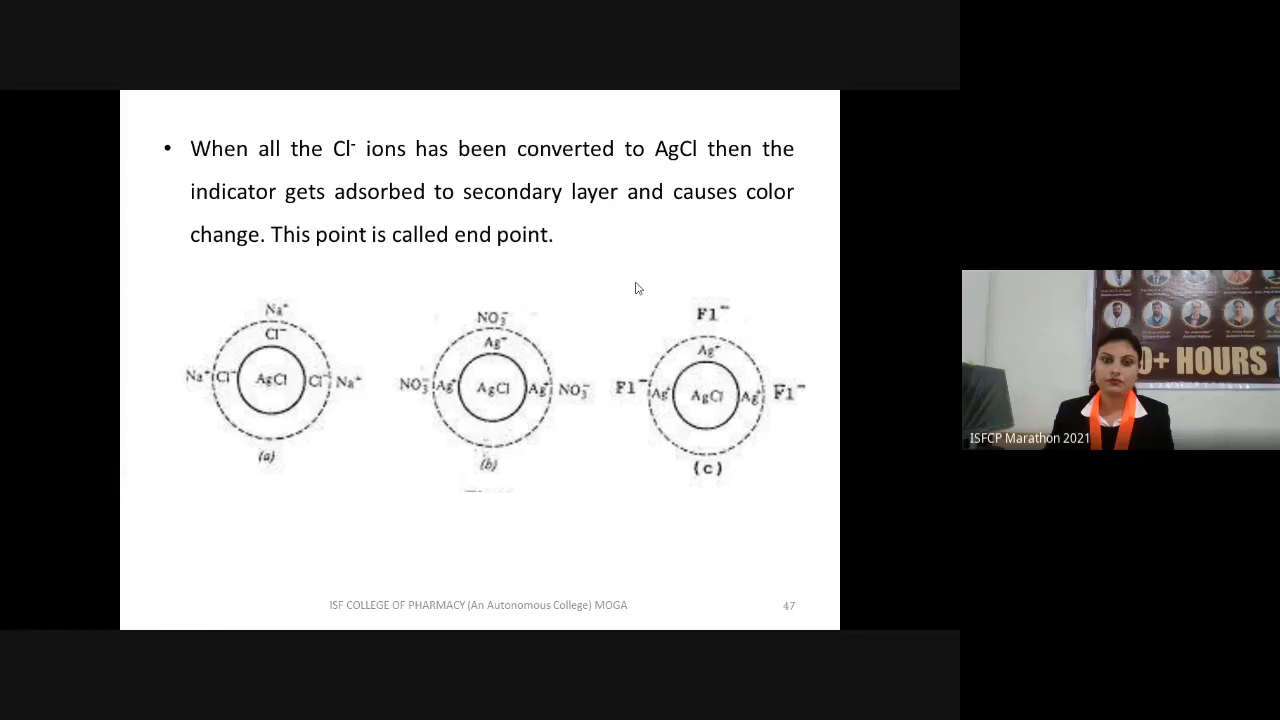 • When all the Cl⁻ ions has been converted to AgCl then the
indicator gets adsorbed to secondary layer and causes color
change. This point is called end point.
Na⁺
Cl⁻
Na⁺ Cl⁻ AgCl Cl⁻ Na⁺
(a)
NO₃⁻
Ag⁺
NO₃⁻ Ag⁺ AgCl Ag⁺ NO₃⁻
(b)
Fl⁻
Ag⁺
Fl⁻ Ag⁺ AgCl Ag⁺ Fl⁻
(c)
ISF COLLEGE OF PHARMACY (An Autonomous College) MOGA
47
0+ HOURS
ISFCP Marathon 2021